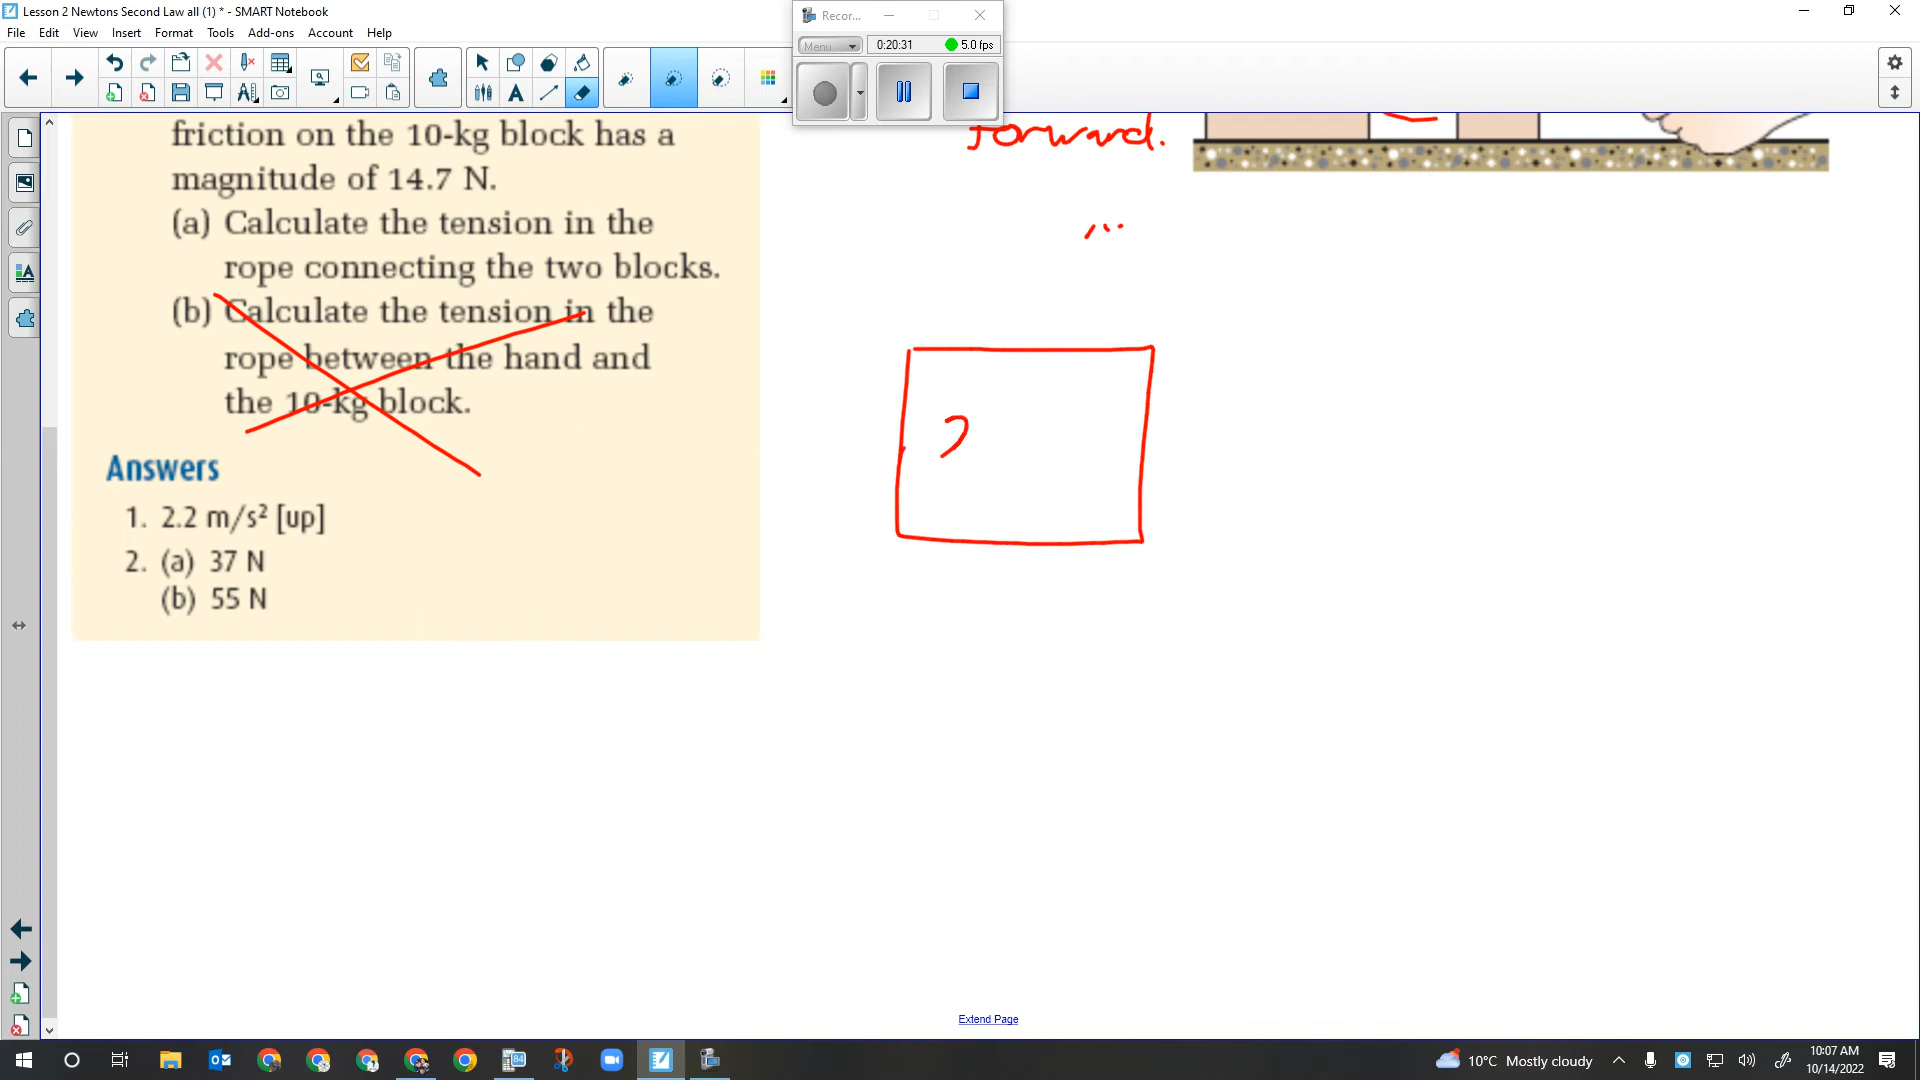 Lesson 2 Newtons Second Law all (1) * - SMART Notebook
Recor...
File Edit View Insert Format Tools Add-ons Account Help
Menu 0:20:31 5.0 fps
friction on the 10-kg block has a
magnitude of 14.7 N.
(a) Calculate the tension in the
rope connecting the two blocks.
(b) Calculate the tension in the
rope between the hand and
the 10-kg block.
Answers
1. 2.2 m/s² [up]
2. (a) 37 N
(b) 55 N
forward.
Extend Page
84
10°C Mostly cloudy
10:07 AM
10/14/2022